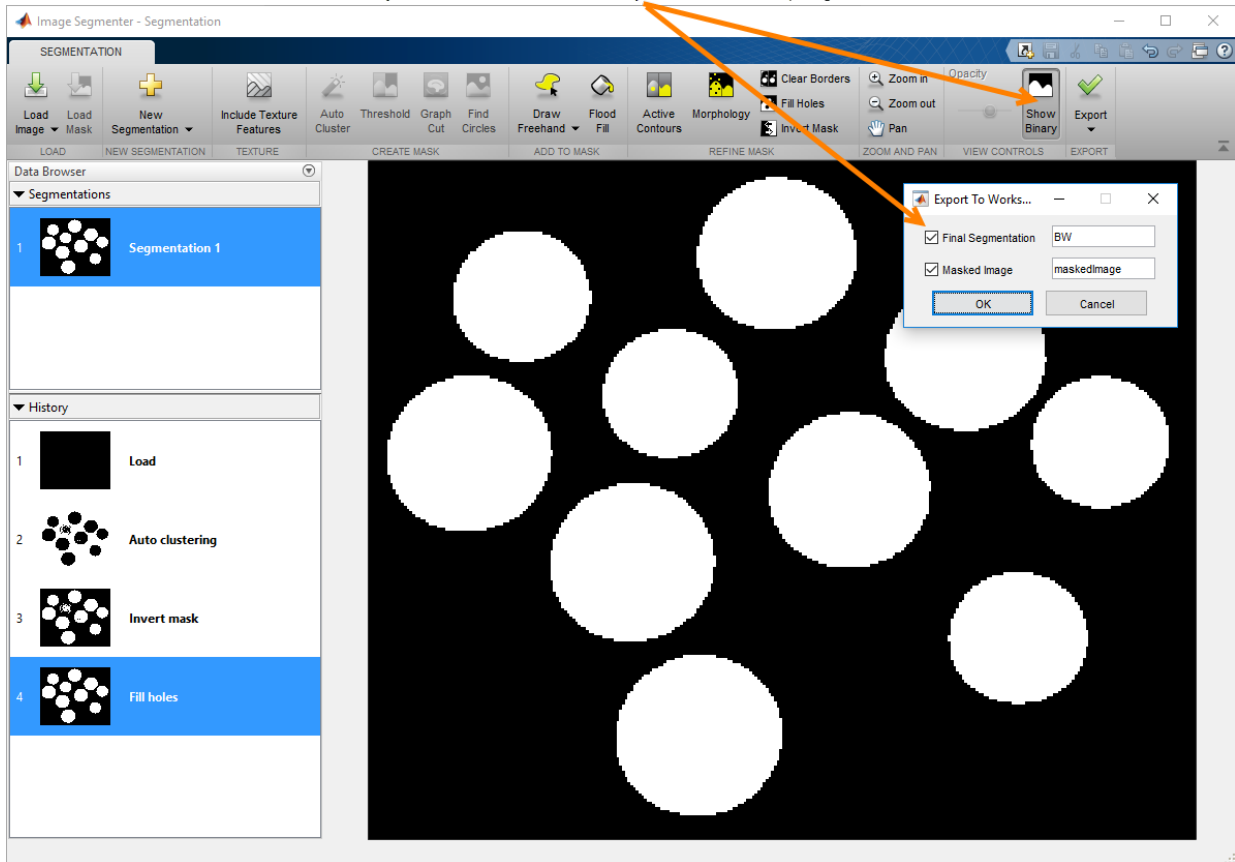 Image Segmenter - Segmentation
SEGMENTATION
Load Image
Load Mask
New Segmentation
Include Texture Features
Auto Cluster
Threshold
Graph Cut
Find Circles
Draw Freehand
Flood Fill
Active Contours
Morphology
Clear Borders
Fill Holes
Invert Mask
Zoom in
Zoom out
Pan
Opacity
Show Binary
Export
LOAD
NEW SEGMENTATION
TEXTURE
CREATE MASK
ADD TO MASK
REFINE MASK
ZOOM AND PAN
VIEW CONTROLS
EXPORT
Data Browser
Segmentations
1 Segmentation 1
History
1 Load
2 Auto clustering
3 Invert mask
4 Fill holes
Export To Works...
Final Segmentation BW
Masked Image maskedImage
OK Cancel